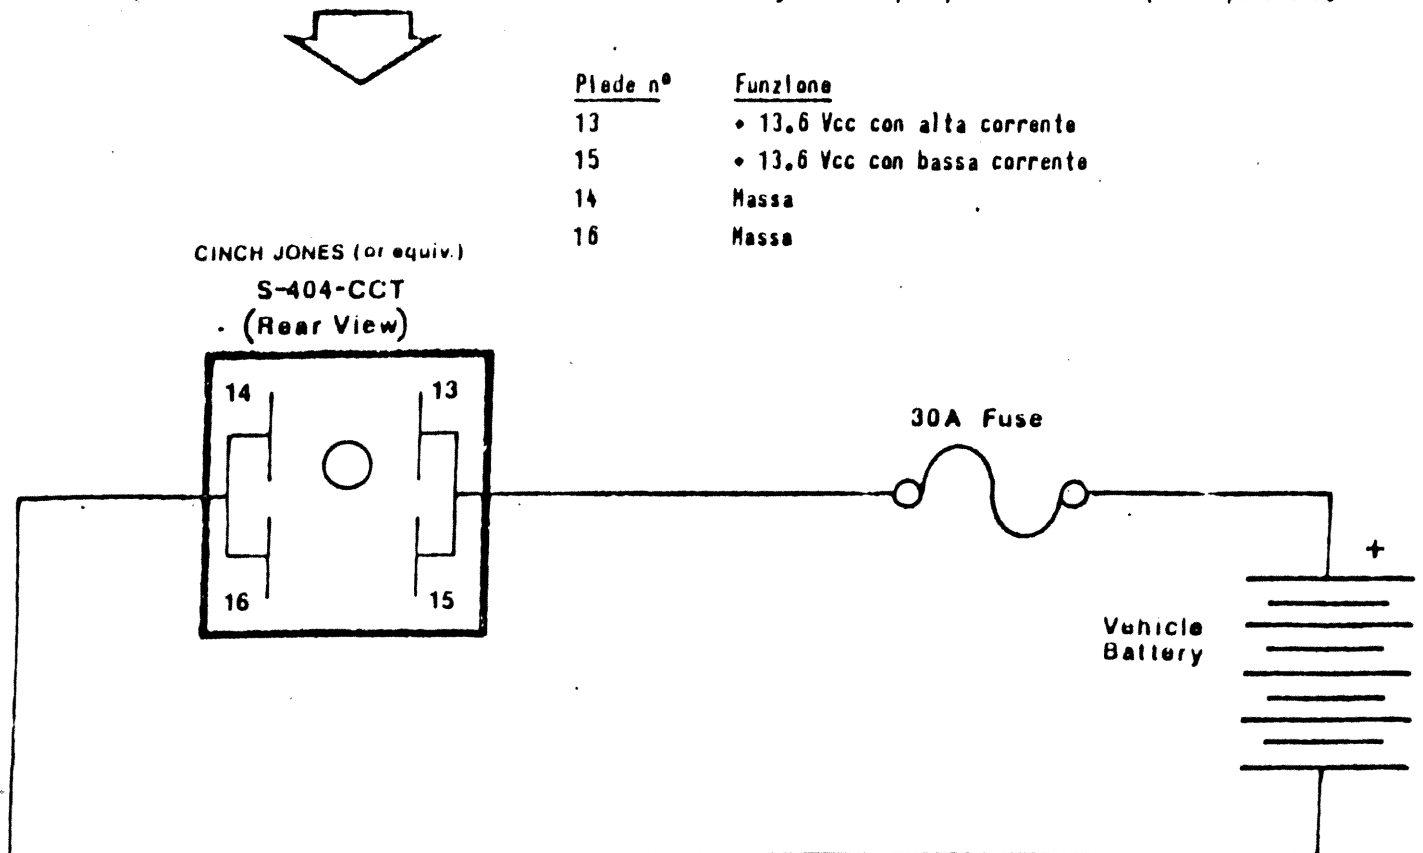 Piede nº Funzione
13 + 13.6 Vcc con alta corrente
15 + 13.6 Vcc con bassa corrente
14 Massa
16 Massa
CINCH JONES (or equiv.)
S-404-CCT
(Rear View)
14 13
16 15
30A Fuse
+
Vehicle
Battery